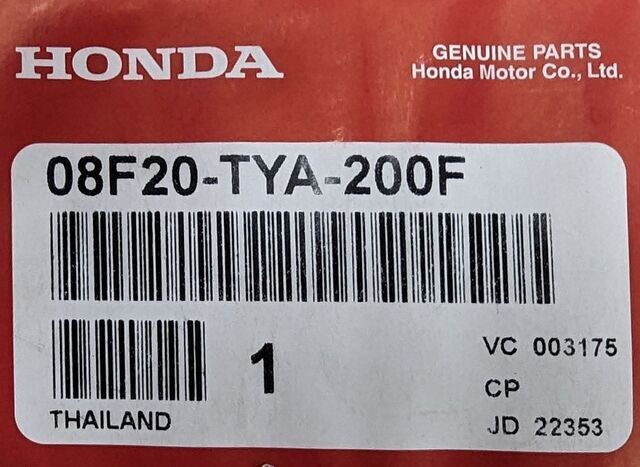 HONDA
GENUINE PARTS
Honda Motor Co., Ltd.
08F20-TYA-200F
1
VC 003175
CP
THAILAND
JD 22353